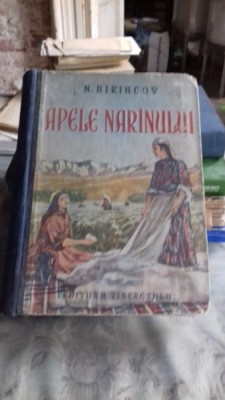 N. BIRIUCOV
APELE NARINULUI
EDITURA TINERETULUI